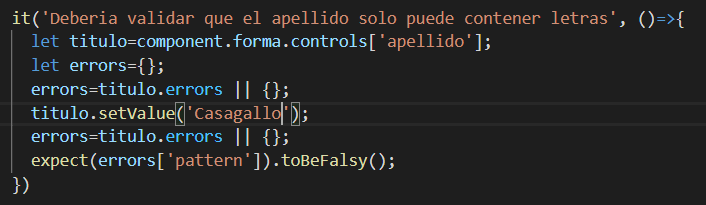 it('Deberia validar que el apellido solo puede contener letras', ()=>{
let titulo=component.forma.controls['apellido'];
let errors={};
errors=titulo.errors || {};
titulo.setValue('Casagallo');
errors=titulo.errors || {};
expect(errors['pattern']).toBeFalsy();
})